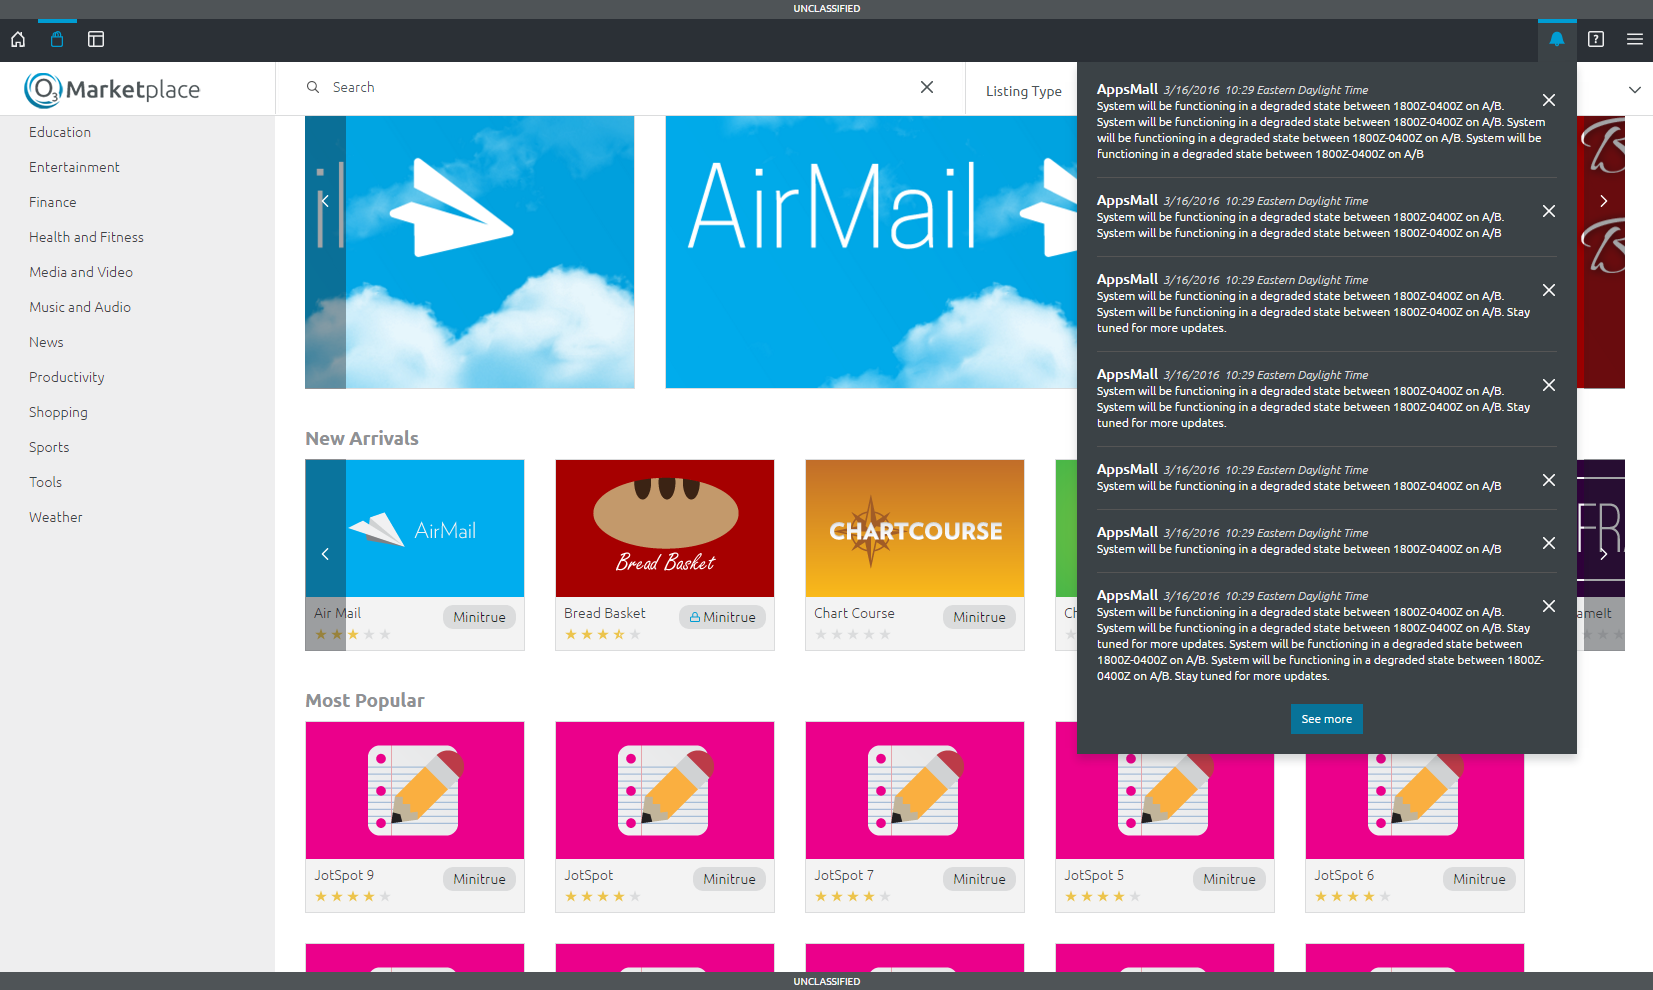 UNCLASSIFIED
O3 Marketplace
Search
Listing Type
Education
Entertainment
Finance
Health and Fitness
Media and Video
Music and Audio
News
Productivity
Shopping
Sports
Tools
Weather
il
AirMail
AppsMall 3/16/2016 10:29 Eastern Daylight Time
System will be functioning in a degraded state between 1800Z-0400Z on A/B.
System will be functioning in a degraded state between 1800Z-0400Z on A/B. System
will be functioning in a degraded state between 1800Z-0400Z on A/B. System will be
functioning in a degraded state between 1800Z-0400Z on A/B
AppsMall 3/16/2016 10:29 Eastern Daylight Time
System will be functioning in a degraded state between 1800Z-0400Z on A/B.
System will be functioning in a degraded state between 1800Z-0400Z on A/B
AppsMall 3/16/2016 10:29 Eastern Daylight Time
System will be functioning in a degraded state between 1800Z-0400Z on A/B.
System will be functioning in a degraded state between 1800Z-0400Z on A/B. Stay
tuned for more updates.
AppsMall 3/16/2016 10:29 Eastern Daylight Time
System will be functioning in a degraded state between 1800Z-0400Z on A/B.
System will be functioning in a degraded state between 1800Z-0400Z on A/B. Stay
tuned for more updates.
AppsMall 3/16/2016 10:29 Eastern Daylight Time
System will be functioning in a degraded state between 1800Z-0400Z on A/B
AppsMall 3/16/2016 10:29 Eastern Daylight Time
System will be functioning in a degraded state between 1800Z-0400Z on A/B
AppsMall 3/16/2016 10:29 Eastern Daylight Time
System will be functioning in a degraded state between 1800Z-0400Z on A/B.
System will be functioning in a degraded state between 1800Z-0400Z on A/B. Stay
tuned for more updates. System will be functioning in a degraded state between
1800Z-0400Z on A/B. System will be functioning in a degraded state between 1800Z-
0400Z on A/B. Stay tuned for more updates.
See more
New Arrivals
AirMail
Bread Basket
CHARTCOURSE
FRA
Air Mail
Minitrue
Bread Basket
Minitrue
Chart Course
Minitrue
Ch
amelt
Most Popular
JotSpot 9
Minitrue
JotSpot
Minitrue
JotSpot 7
Minitrue
JotSpot 5
Minitrue
JotSpot 6
Minitrue
UNCLASSIFIED